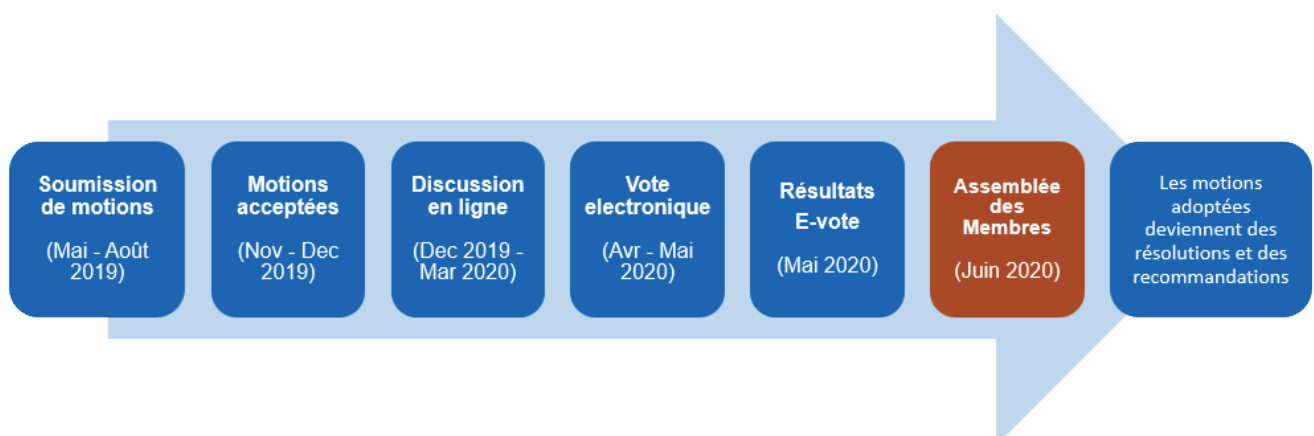 Soumission
de motions
(Mai - Août
2019)
Motions
acceptées
(Nov - Dec
2019)
Discussion
en ligne
(Dec 2019 -
Mar 2020)
Vote
electronique
(Avr - Mai
2020)
Résultats
E-vote
(Mai 2020)
Assemblée
des
Membres
(Juin 2020)
Les motions
adoptées
deviennent des
résolutions et des
recommandations